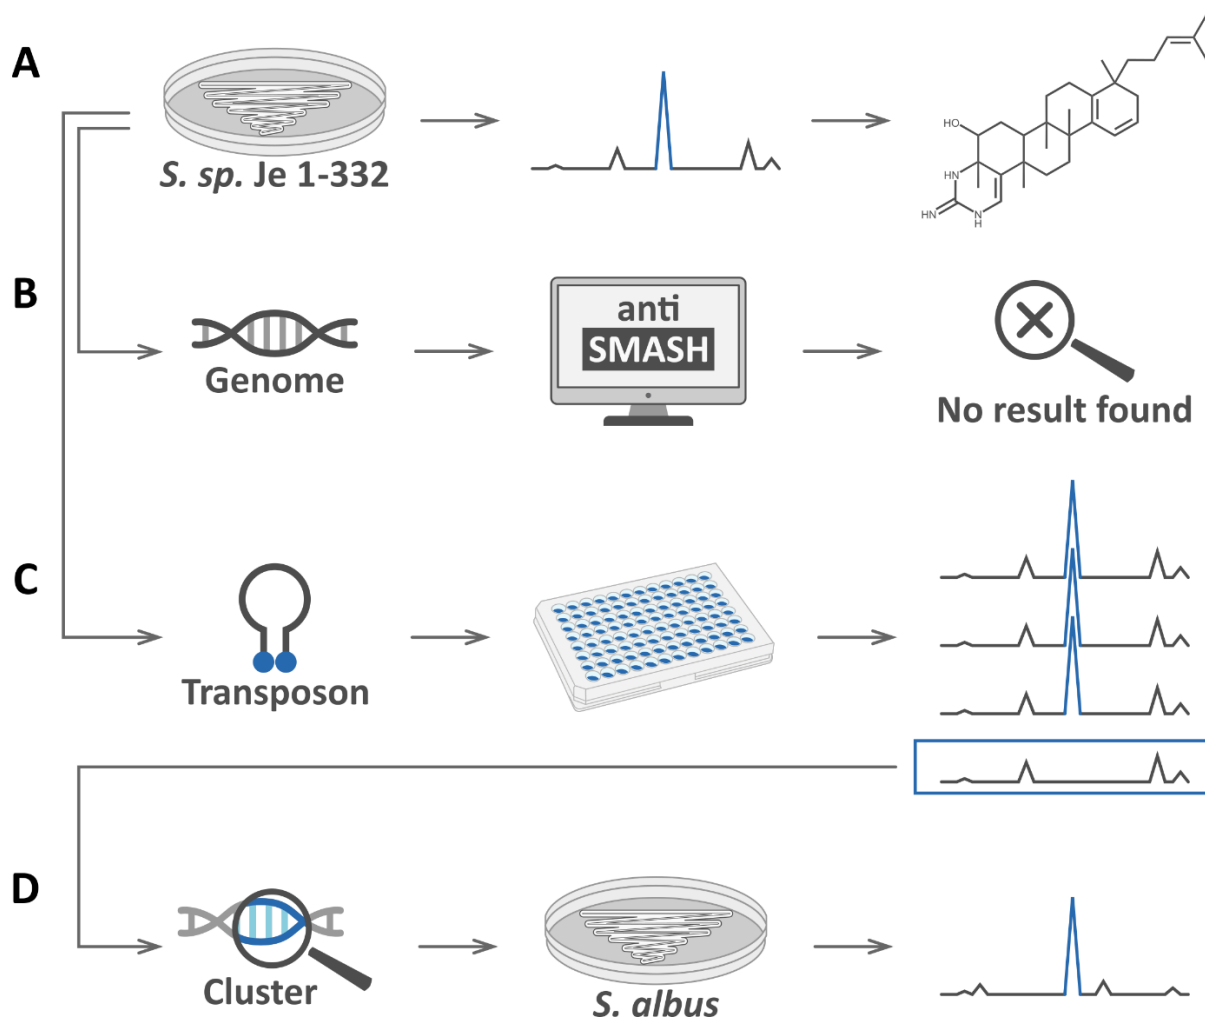 A
S. sp. Je 1-332
HO
HN
HN
N
H
B
anti
SMASH
Genome
No result found
C
Transposon
D
Cluster
S. albus